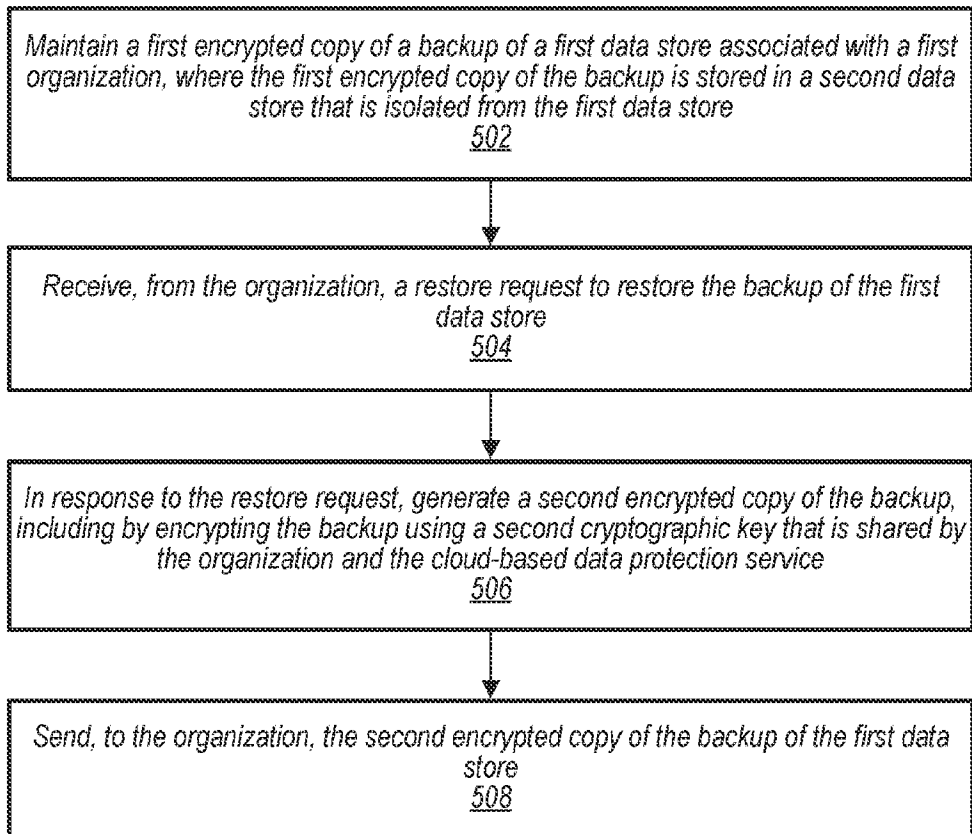 Maintain a first encrypted copy of a backup of a first data store associated with a first
organization, where the first encrypted copy of the backup is stored in a second data
store that is isolated from the first data store
502
Receive, from the organization, a restore request to restore the backup of the first
data store
504
In response to the restore request, generate a second encrypted copy of the backup,
including by encrypting the backup using a second cryptographic key that is shared by
the organization and the cloud-based data protection service
506
Send, to the organization, the second encrypted copy of the backup of the first data
store
508